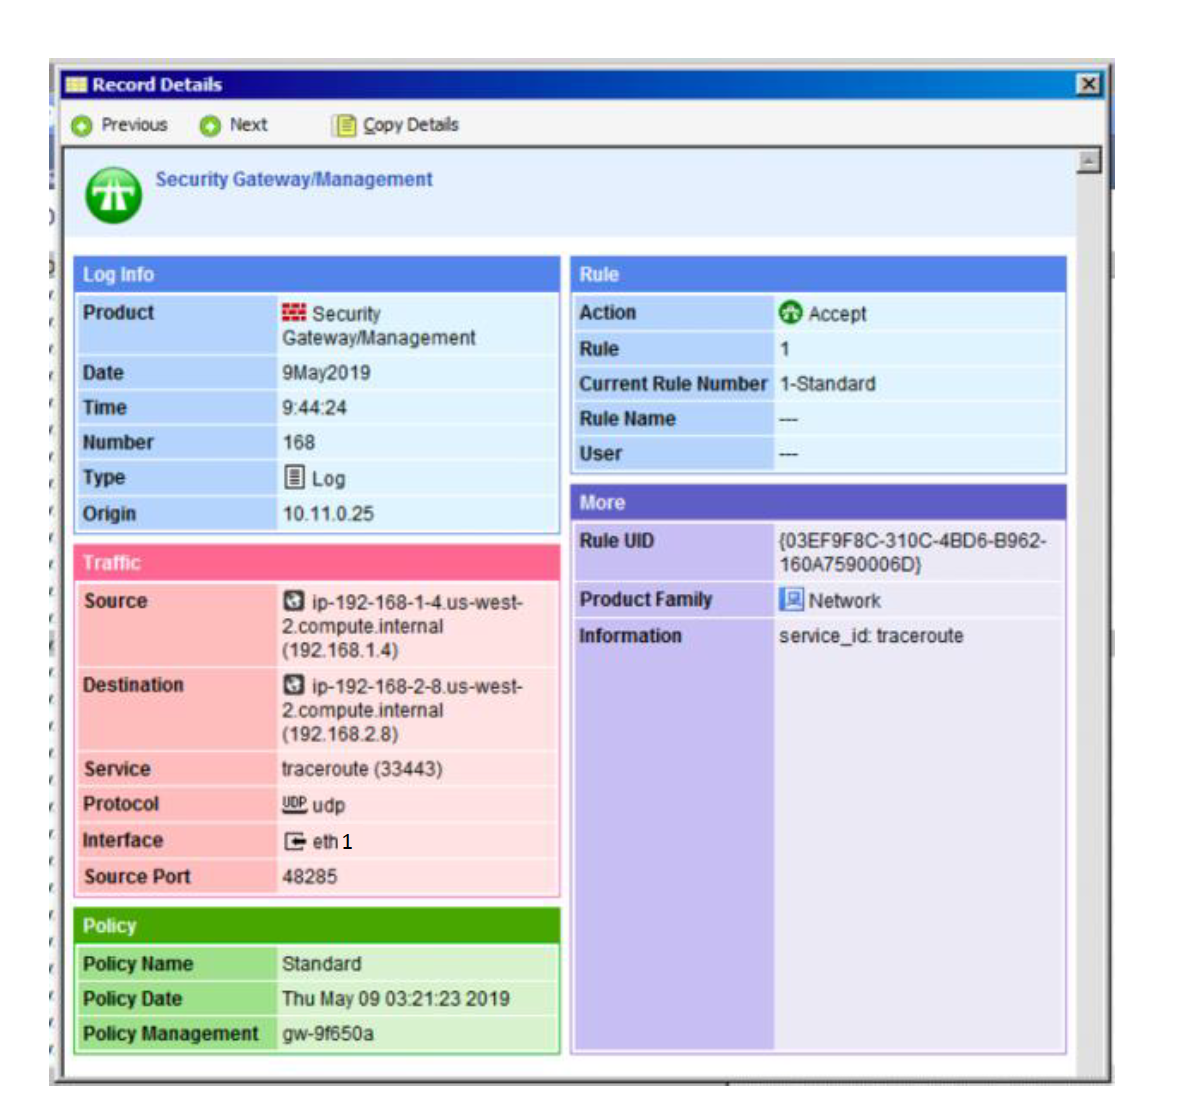 Record Details
Previous Next Copy Details
Security Gateway/Management
Log Info
Product Security
Gateway/Management
Date 9May2019
Time 9:44:24
Number 168
Type Log
Origin 10.11.0.25
Traffic
Source ip-192-168-1-4.us-west-
2.compute.internal
(192.168.1.4)
Destination ip-192-168-2-8.us-west-
2.compute.internal
(192.168.2.8)
Service traceroute (33443)
Protocol UDP udp
Interface eth1
Source Port 48285
Policy
Policy Name Standard
Policy Date Thu May 09 03:21:23 2019
Policy Management gw-9f650a
Rule
Action Accept
Rule 1
Current Rule Number 1-Standard
Rule Name ---
User ---
More
Rule UID {03EF9F8C-310C-4BD6-B962-
160A7590006D}
Product Family Network
Information service_id: traceroute